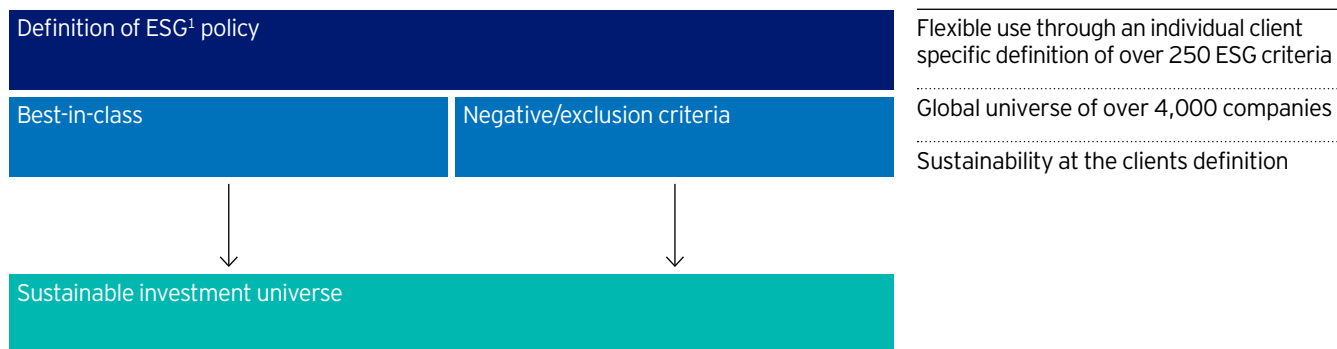 Definition of ESG¹ policy
Best-in-class
Negative/exclusion criteria
Sustainable investment universe
Flexible use through an individual client
specific definition of over 250 ESG criteria
Global universe of over 4,000 companies
Sustainability at the clients definition